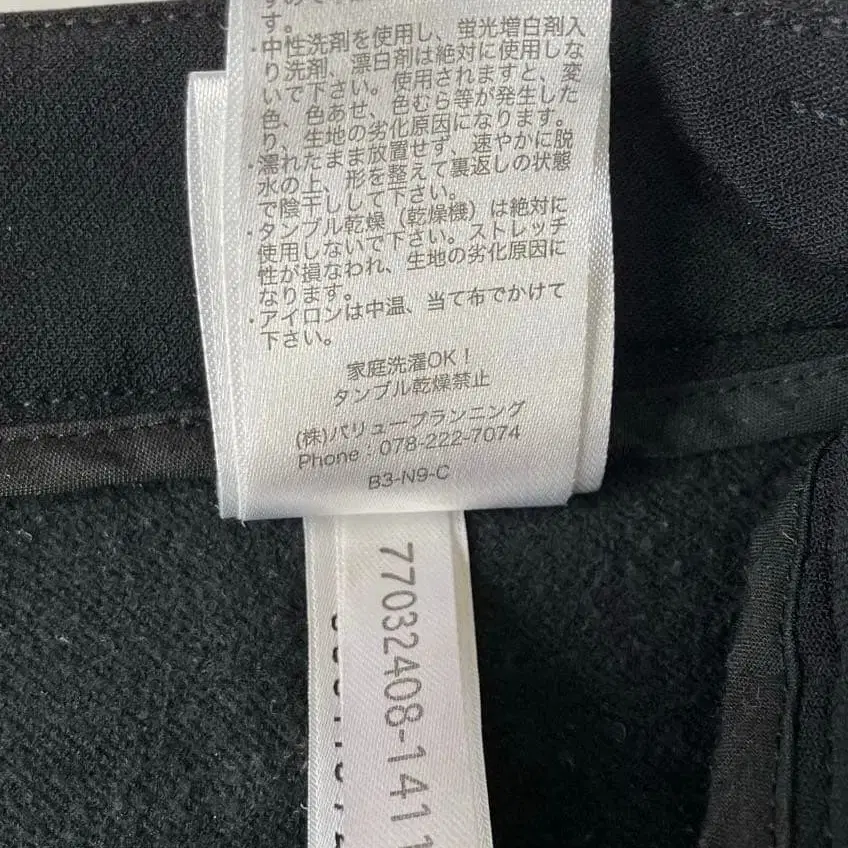 す。
・中性洗剤を使用し、蛍光増白剤入
り洗剤、漂白剤は絶対に使用しな
いで下さい。使用されますと、変
色、色あせ、色むら等が発生した
り、生地の劣化原因になります。
・濡れたまま放置せず、速やかに脱
水の上、形を整えて裏返しの状態
で陰干しして下さい。
・タンブル乾燥（乾燥機）は絶対に
使用しないで下さい。ストレッチ
性が損なわれ、生地の劣化原因に
なります。
・アイロンは中温、当て布でかけて
下さい。
家庭洗濯OK！
タンブル乾燥禁止
(株)バリュープランニング
Phone：078-222-7074
B3-N9-C
77032408-1411